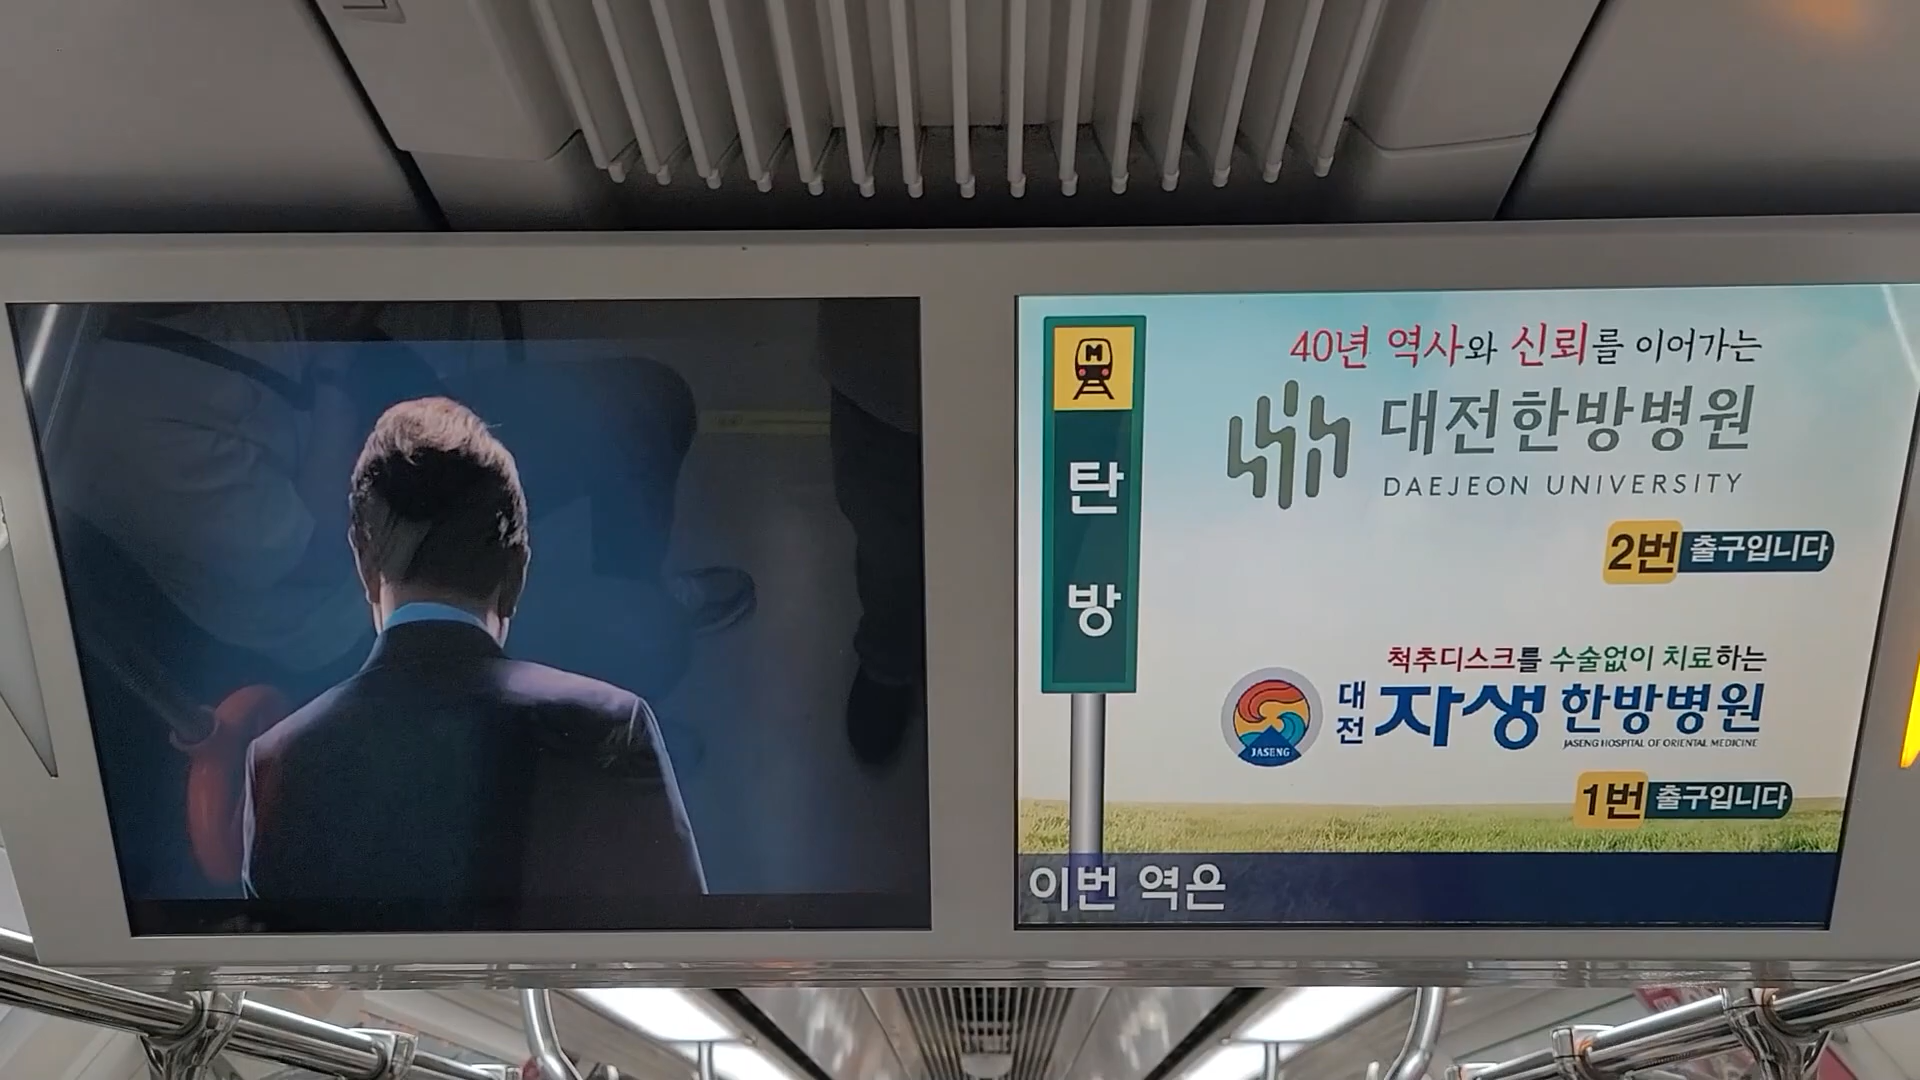 M
탄방
40년 역사와 신뢰를 이어가는
대전한방병원
DAEJEON UNIVERSITY
2번 출구입니다
척추디스크를 수술없이 치료하는
대전 자생한방병원
JASENG HOSPITAL OF ORIENTAL MEDICINE
JASENG
1번 출구입니다
이번 역은